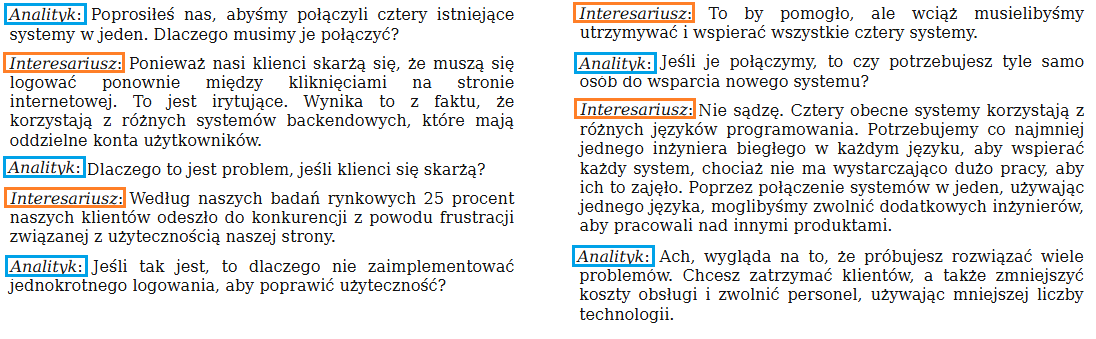 Analityk: Poprosiłeś nas, abyśmy połączyli cztery istniejące
systemy w jeden. Dlaczego musimy je połączyć?
Interesariusz: Ponieważ nasi klienci skarżą się, że muszą się
logować ponownie między kliknięciami na stronie
internetowej. To jest irytujące. Wynika to z faktu, że
korzystają z różnych systemów backendowych, które mają
oddzielne konta użytkowników.
Analityk: Dlaczego to jest problem, jeśli klienci się skarżą?
Interesariusz: Według naszych badań rynkowych 25 procent
naszych klientów odeszło do konkurencji z powodu frustracji
związanej z użytecznością naszej strony.
Analityk: Jeśli tak jest, to dlaczego nie zaimplementować
jednokrotnego logowania, aby poprawić użyteczność?
Interesariusz: To by pomogło, ale wciąż musielibyśmy
utrzymywać i wspierać wszystkie cztery systemy.
Analityk: Jeśli je połączymy, to czy potrzebujesz tyle samo
osób do wsparcia nowego systemu?
Interesariusz: Nie sądzę. Cztery obecne systemy korzystają z
różnych języków programowania. Potrzebujemy co najmniej
jednego inżyniera biegłego w każdym języku, aby wspierać
każdy system, chociaż nie ma wystarczająco dużo pracy, aby
ich to zajęło. Poprzez połączenie systemów w jeden, używając
jednego języka, moglibyśmy zwolnić dodatkowych inżynierów,
aby pracowali nad innymi produktami.
Analityk: Ach, wygląda na to, że próbujesz rozwiązać wiele
problemów. Chcesz zatrzymać klientów, a także zmniejszyć
koszty obsługi i zwolnić personel, używając mniejszej liczby
technologii.